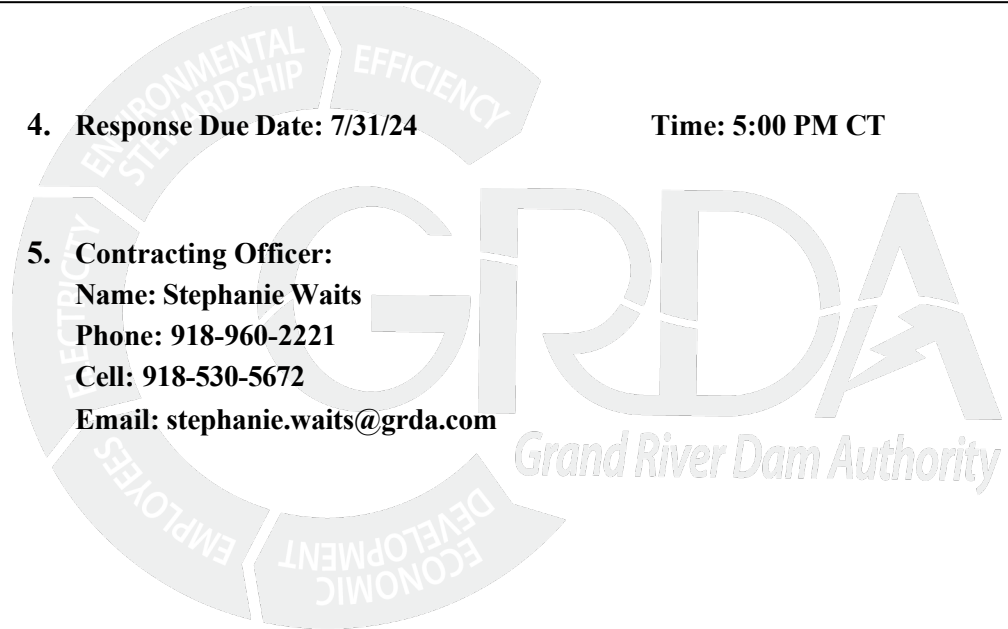 4. Response Due Date: 7/31/24 Time: 5:00 PM CT
5. Contracting Officer:
Name: Stephanie Waits
Phone: 918-960-2221
Cell: 918-530-5672
Email: stephanie.waits@grda.com
ENVIRONMENTAL
STEWARDSHIP
EFFICIENCY
ELECTRICITY
EMPLOYEES
ECONOMIC
DEVELOPMENT
GRDA
Grand River Dam Authority